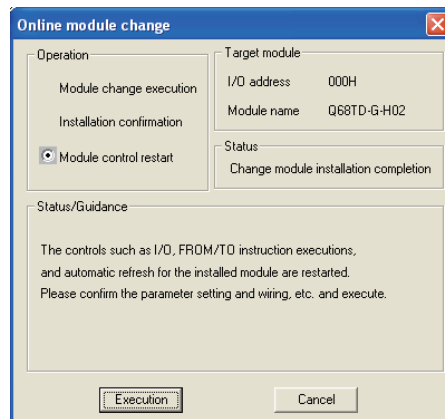 Online module change
Operation
Module change execution
Installation confirmation
Module control restart
Target module
I/O address 000H
Module name Q68TD-G-H02
Status
Change module installation completion
Status/Guidance
The controls such as I/O, FROM/TO instruction executions,
and automatic refresh for the installed module are restarted.
Please confirm the parameter setting and wiring, etc. and execute.
Execution
Cancel